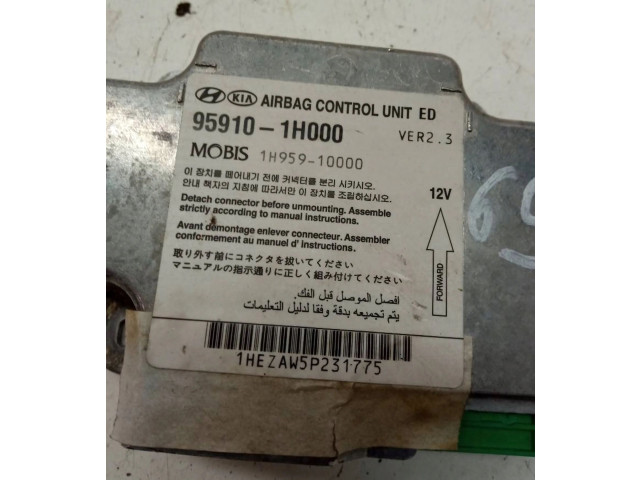 HYUNDAI KIA AIRBAG CONTROL UNIT ED
95910-1H000 VER2.3
MOBIS 1H959-10000
이 장치를 떼어내기 전에 커넥터를 분리 시키시오.
안내 책자의 지침에 따라서만 이 장치를 조립하십시오.
12V
Detach connector before unmounting. Assemble
strictly according to manual instructions.
Avant démontage enlever connecteur. Assembler
conformement au manuel d' instructions.
取り外す前にコネクタを抜いてください
マニュアルの指示通りに正しく組み付けてください
FORWARD
افصل الموصل قبل الفك.
يتم تجميعه بدقة وفقا لدليل التعليمات
1HEZAW5P231775